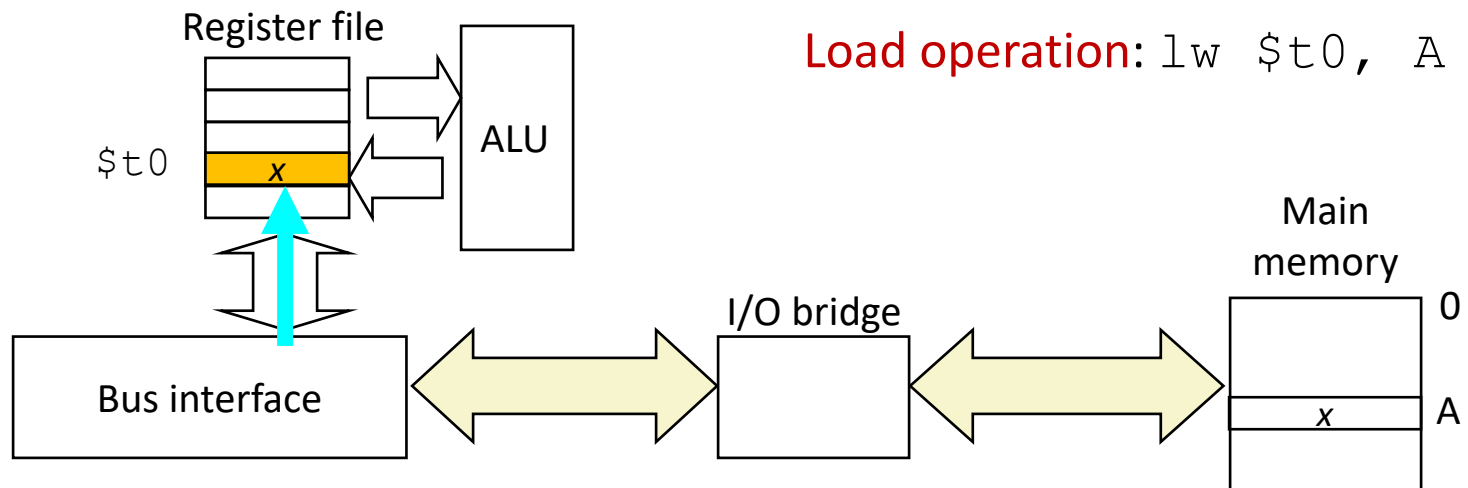 Register file
Load operation: lw $t0, A
ALU
$t0
x
Main
memory
I/O bridge
0
Bus interface
x
A